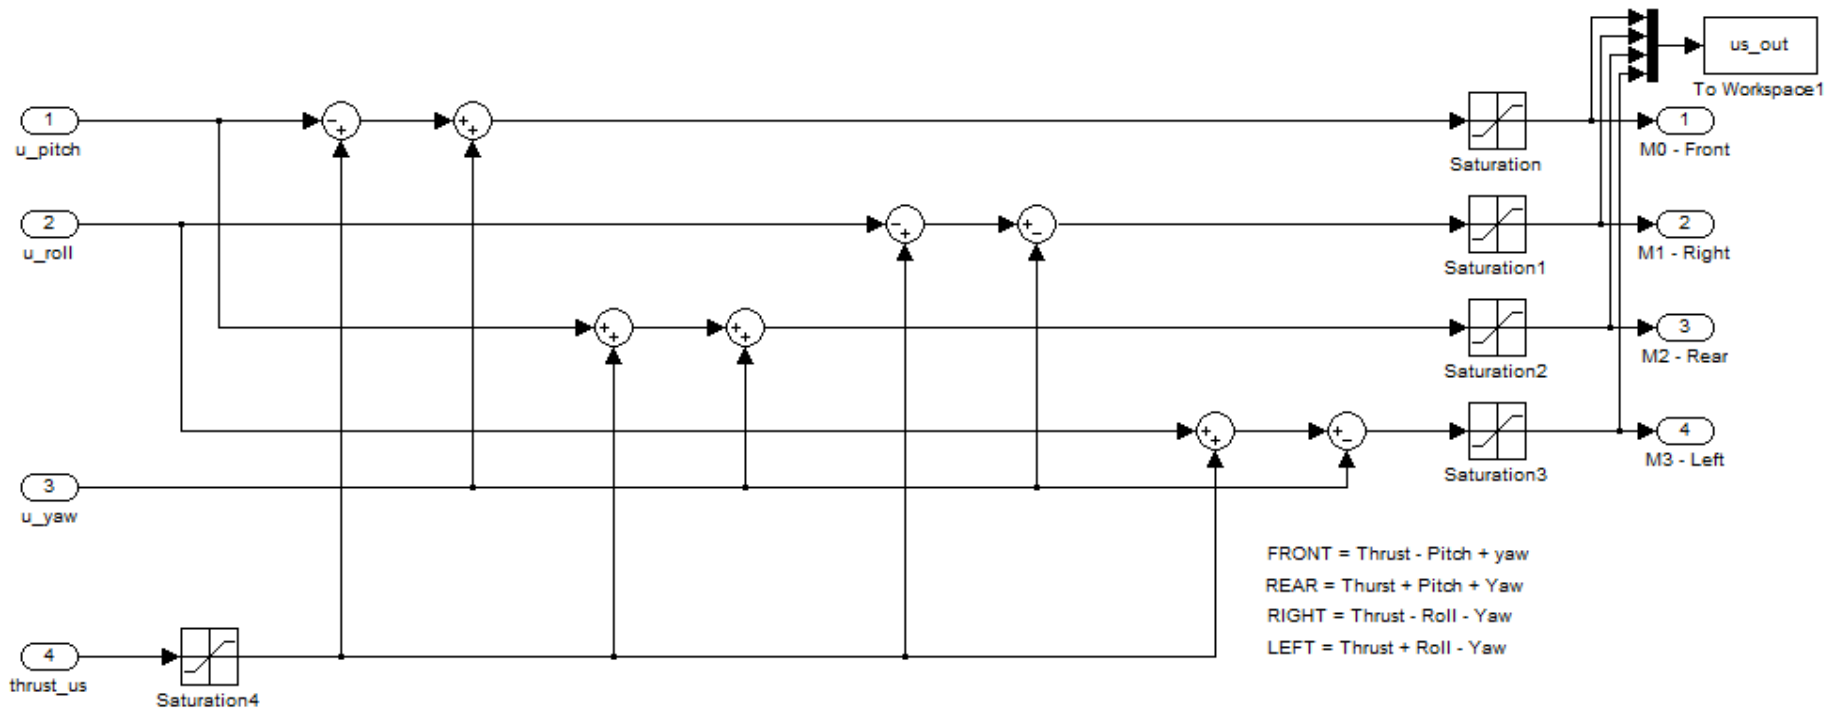 us_out
To Workspace1
1
u_pitch
- +
+ +
Saturation
1
M0 - Front
2
u_roll
- +
+ -
Saturation1
2
M1 - Right
+ +
+ +
Saturation2
3
M2 - Rear
+ +
+ -
Saturation3
4
M3 - Left
3
u_yaw
FRONT = Thrust - Pitch + yaw
REAR = Thurst + Pitch + Yaw
RIGHT = Thrust - Roll - Yaw
LEFT = Thrust + Roll - Yaw
4
thrust_us
Saturation4